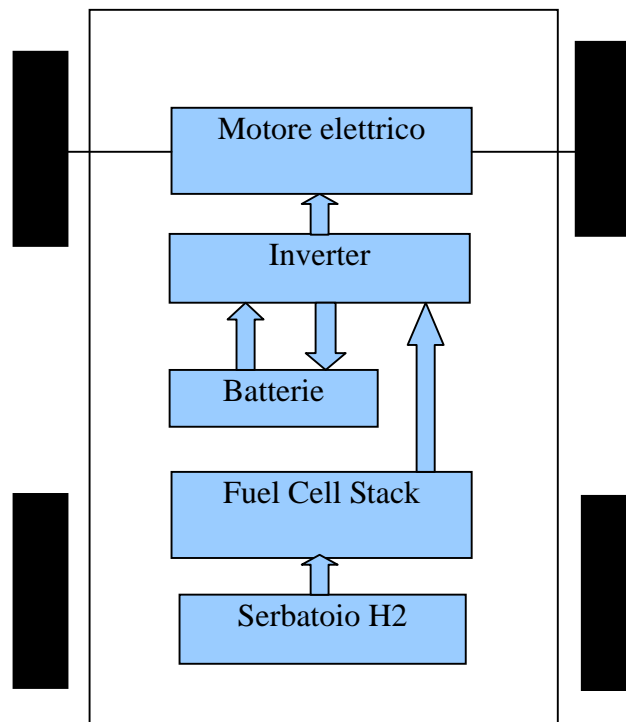 Motore elettrico
Inverter
Batterie
Fuel Cell Stack
Serbatoio H2